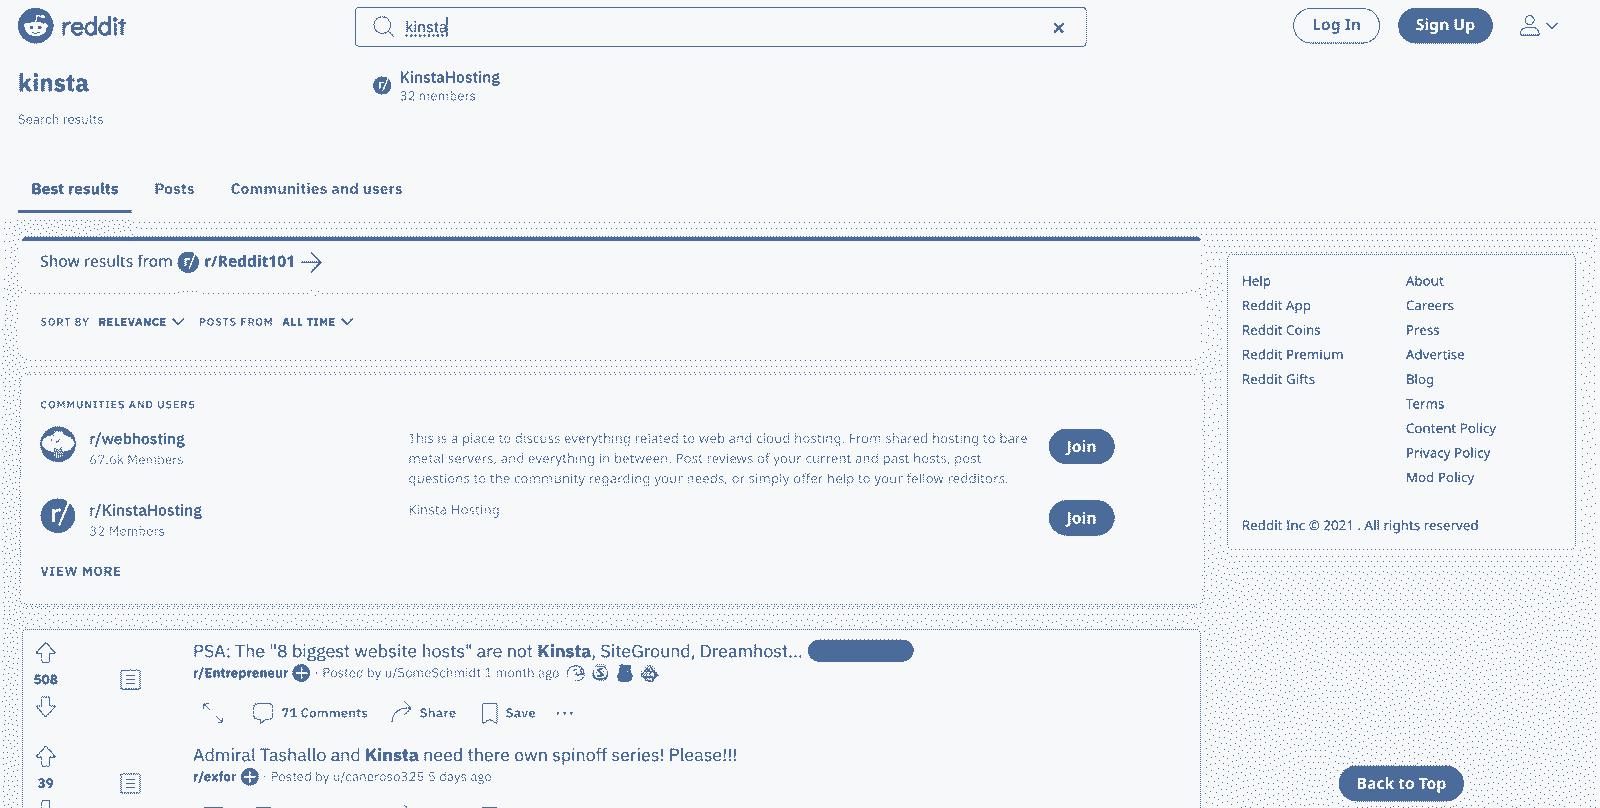 reddit
kinsta
Log In
Sign Up
kinsta
Search results
KinstaHosting
32 members
Best results
Posts
Communities and users
Show results from r/ r/Reddit101
SORT BY RELEVANCE
POSTS FROM ALL TIME
COMMUNITIES AND USERS
r/webhosting
67.6k Members
This is a place to discuss everything related to web and cloud hosting. From shared hosting to bare
metal servers, and everything in between. Post reviews of your current and past hosts, post
questions to the community regarding your needs, or simply offer help to your fellow redditors.
Join
r/
r/KinstaHosting
32 Members
Kinsta Hosting
Join
VIEW MORE
508
PSA: The "8 biggest website hosts" are not Kinsta, SiteGround, Dreamhost...
r/Entrepreneur · Posted by u/SomeSchmidt 1 month ago
71 Comments
Share
Save
39
Admiral Tashallo and Kinsta need there own spinoff series! Please!!!
r/exfor · Posted by u/caneroso325 5 days ago
Help
Reddit App
Reddit Coins
Reddit Premium
Reddit Gifts
About
Careers
Press
Advertise
Blog
Terms
Content Policy
Privacy Policy
Mod Policy
Reddit Inc © 2021 . All rights reserved
Back to Top